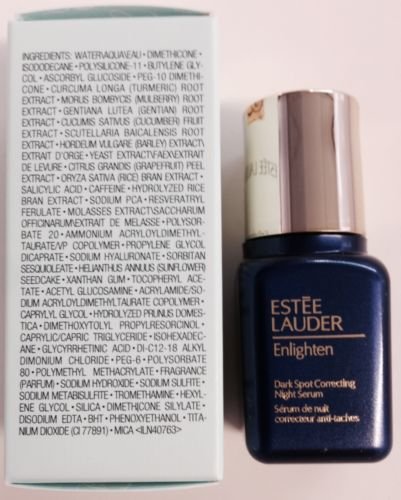 INGREDIENTS: WATER\AQUA\EAU • DIMETHICONE •
ISODODECANE • POLYSILICONE-11 • BUTYLENE GLY-
COL • ASCORBYL GLUCOSIDE • PEG-10 DIMETHI-
CONE • CURCUMA LONGA (TURMERIC) ROOT
EXTRACT • MORUS BOMBYCIS (MULBERRY) ROOT
EXTRACT • GENTIANA LUTEA (GENTIAN) ROOT
EXTRACT • CUCUMIS SATIVUS (CUCUMBER) FRUIT
EXTRACT • SCUTELLARIA BAICALENSIS ROOT
EXTRACT • HORDEUM VULGARE (BARLEY) EXTRACT\
EXTRAIT D'ORGE • YEAST EXTRACT\FAEX\EXTRAIT
DE LEVURE • CITRUS GRANDIS (GRAPEFRUIT) PEEL
EXTRACT • ORYZA SATIVA (RICE) BRAN EXTRACT •
SALICYLIC ACID • CAFFEINE • HYDROLYZED RICE
BRAN EXTRACT • SODIUM PCA • RESVERATRYL
FERULATE • MOLASSES EXTRACT\SACCHARUM
OFFICINARUM\EXTRAIT DE MELASSE • POLYSOR-
BATE 20 • AMMONIUM ACRYLOYLDIMETHYL-
TAURATE/VP COPOLYMER • PROPYLENE GLYCOL
DICAPRATE • SODIUM HYALURONATE • SORBITAN
SESQUIOLEATE • HELIANTHUS ANNUUS (SUNFLOWER)
SEEDCAKE • XANTHAN GUM • TOCOPHERYL ACE-
TATE • ACETYL GLUCOSAMINE • ACRYLAMIDE/SO-
DIUM ACRYLOYLDIMETHYLTAURATE COPOLYMER •
CAPRYLYL GLYCOL • HYDROLYZED PRUNUS DOMES-
TICA • DIMETHOXYTOLYL PROPYLRESORCINOL •
CAPRYLIC/CAPRIC TRIGLYCERIDE • ISOHEXADEC-
ANE • GLYCYRRHETINIC ACID • DI-C12-18 ALKYL
DIMONIUM CHLORIDE • PEG-6 • POLYSORBATE
80 • POLYMETHYL METHACRYLATE • FRAGRANCE
(PARFUM) • SODIUM HYDROXIDE • SODIUM SULFITE •
SODIUM METABISULFITE • TROMETHAMINE • HEXYL-
ENE GLYCOL • SILICA • DIMETHICONE SILYLATE •
DISODIUM EDTA • BHT • PHENOXYETHANOL • TITA-
NIUM DIOXIDE (CI 77891) • MICA <ILN40763>
ESTÉE
LAUDER
Enlighten
Dark Spot Correcting
Night Serum
Sérum de nuit
correcteur anti-taches